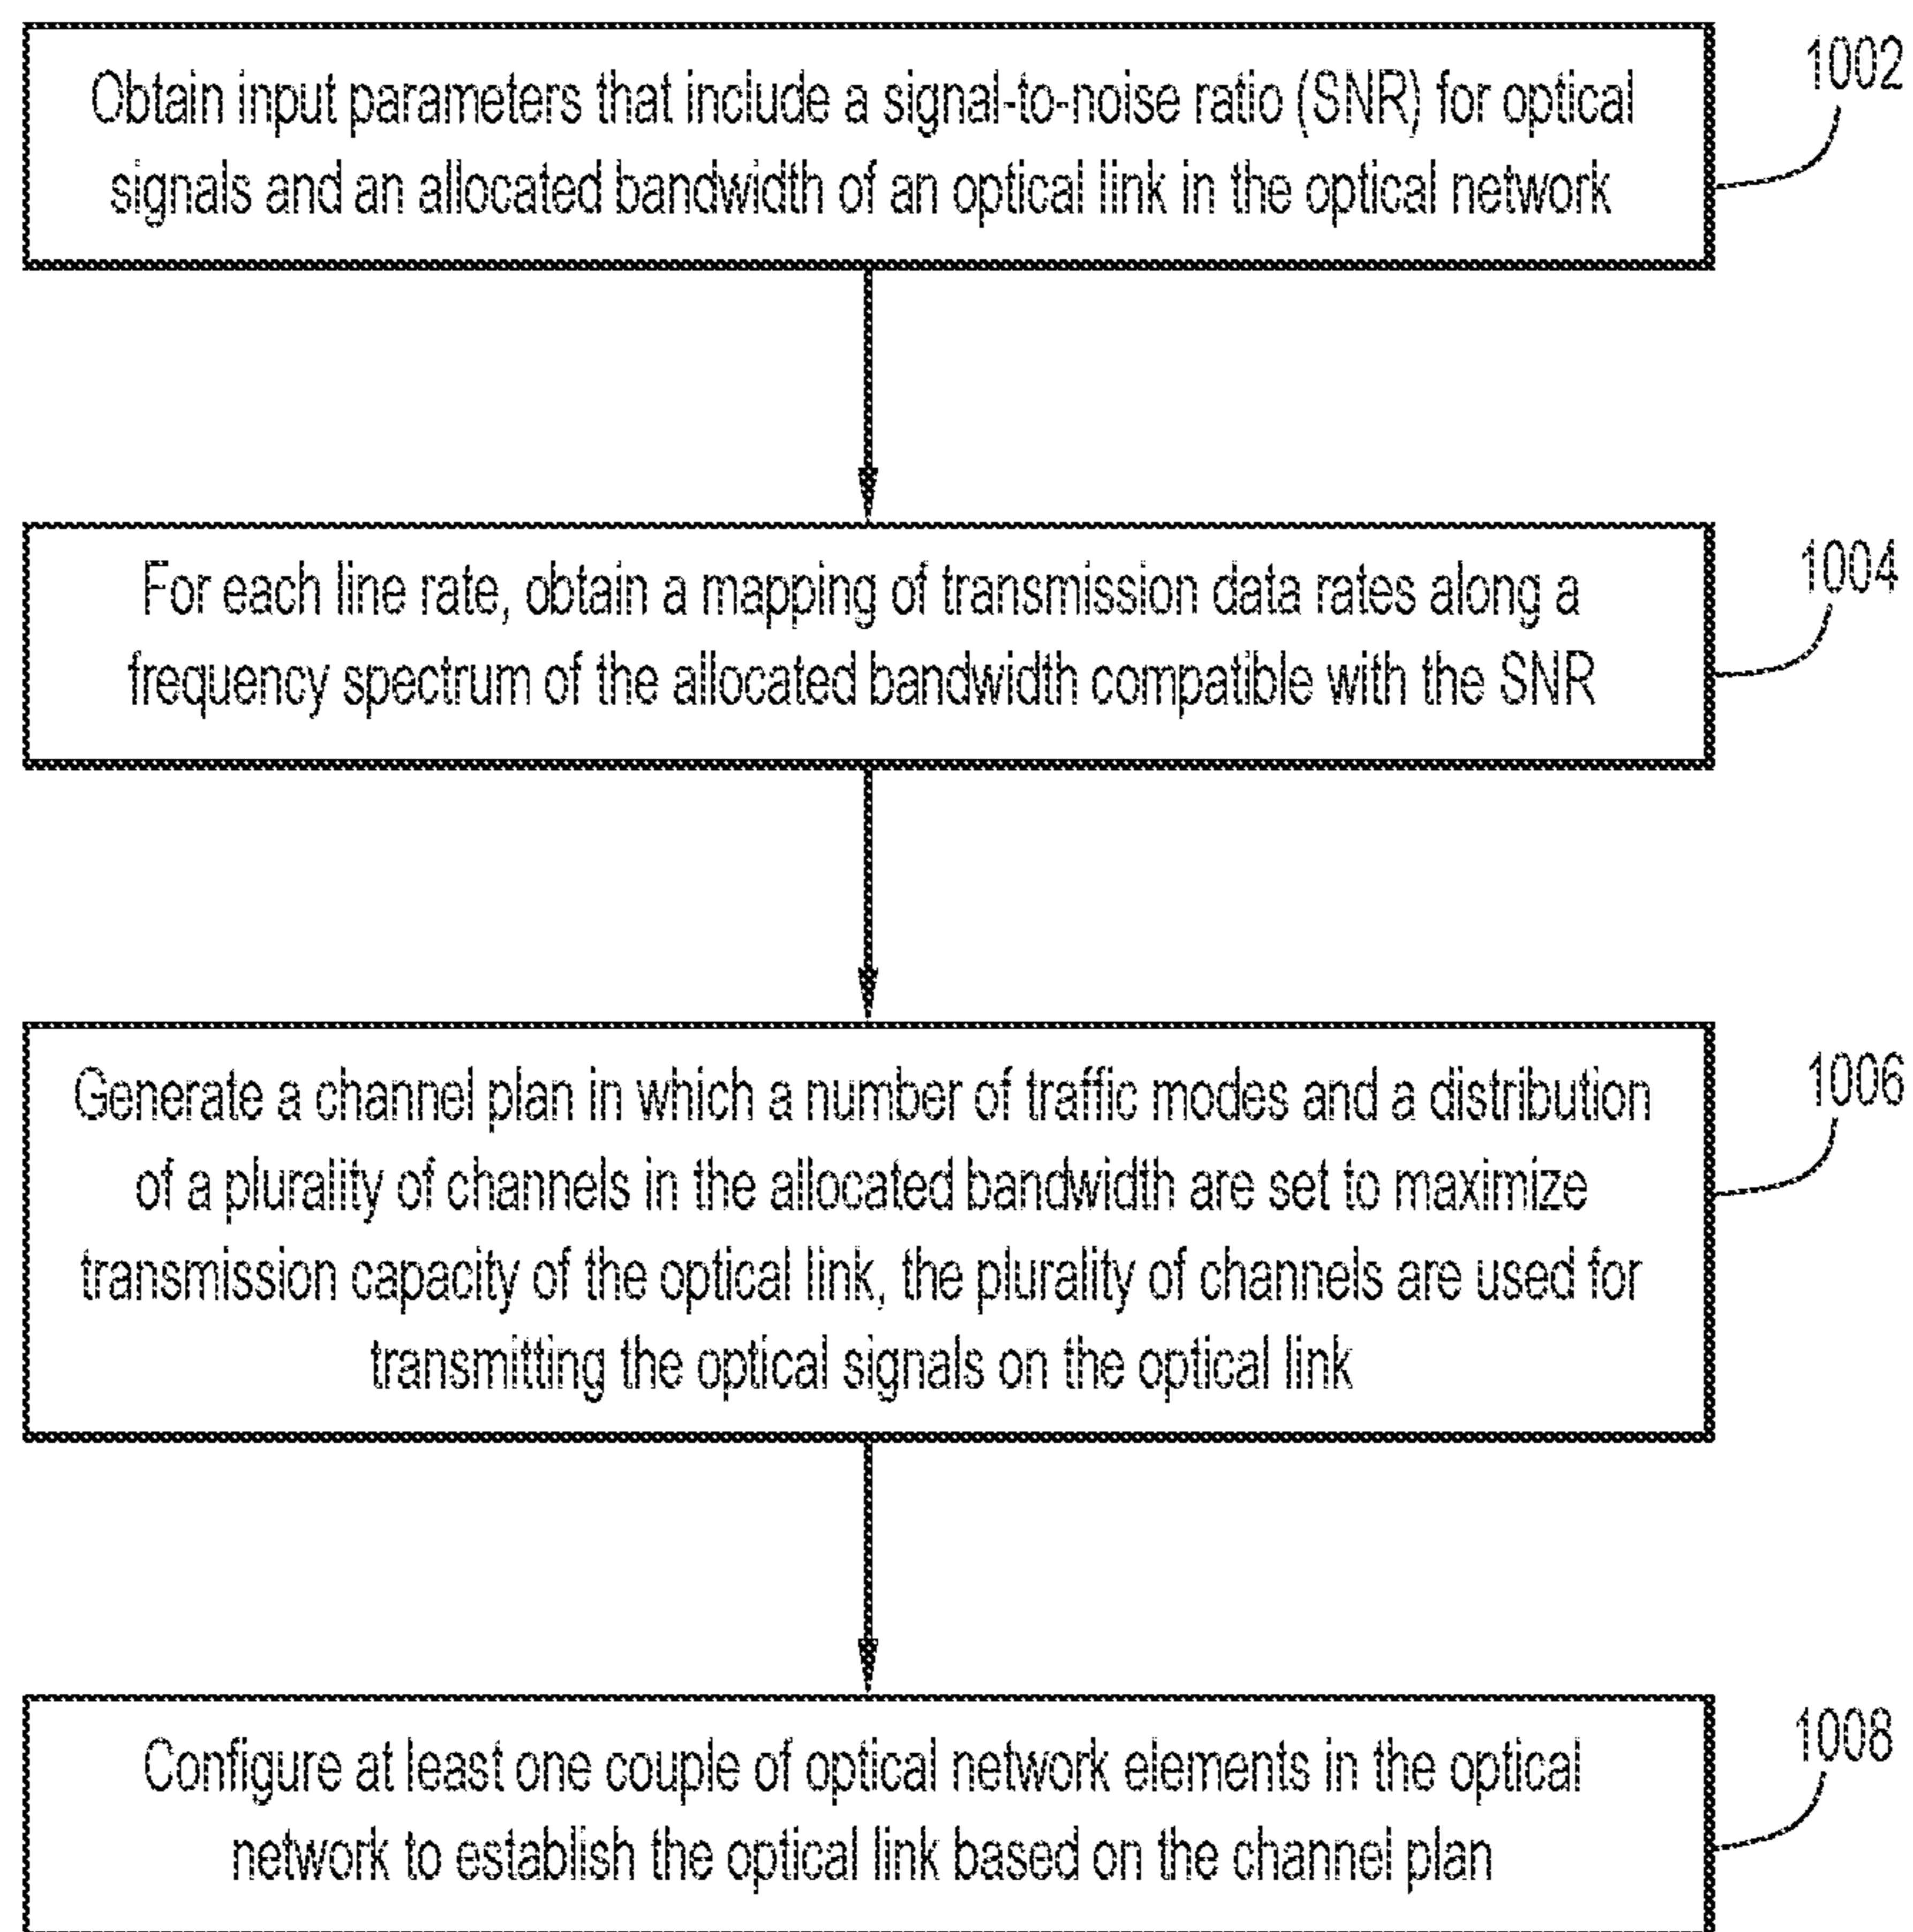 Obtain input parameters that include a signal-to-noise ratio (SNR) for optical
signals and an allocated bandwidth of an optical link in the optical network
1002
For each line rate, obtain a mapping of transmission data rates along a
frequency spectrum of the allocated bandwidth compatible with the SNR
1004
Generate a channel plan in which a number of traffic modes and a distribution
of a plurality of channels in the allocated bandwidth are set to maximize
transmission capacity of the optical link, the plurality of channels are used for
transmitting the optical signals on the optical link
1006
Configure at least one couple of optical network elements in the optical
network to establish the optical link based on the channel plan
1008